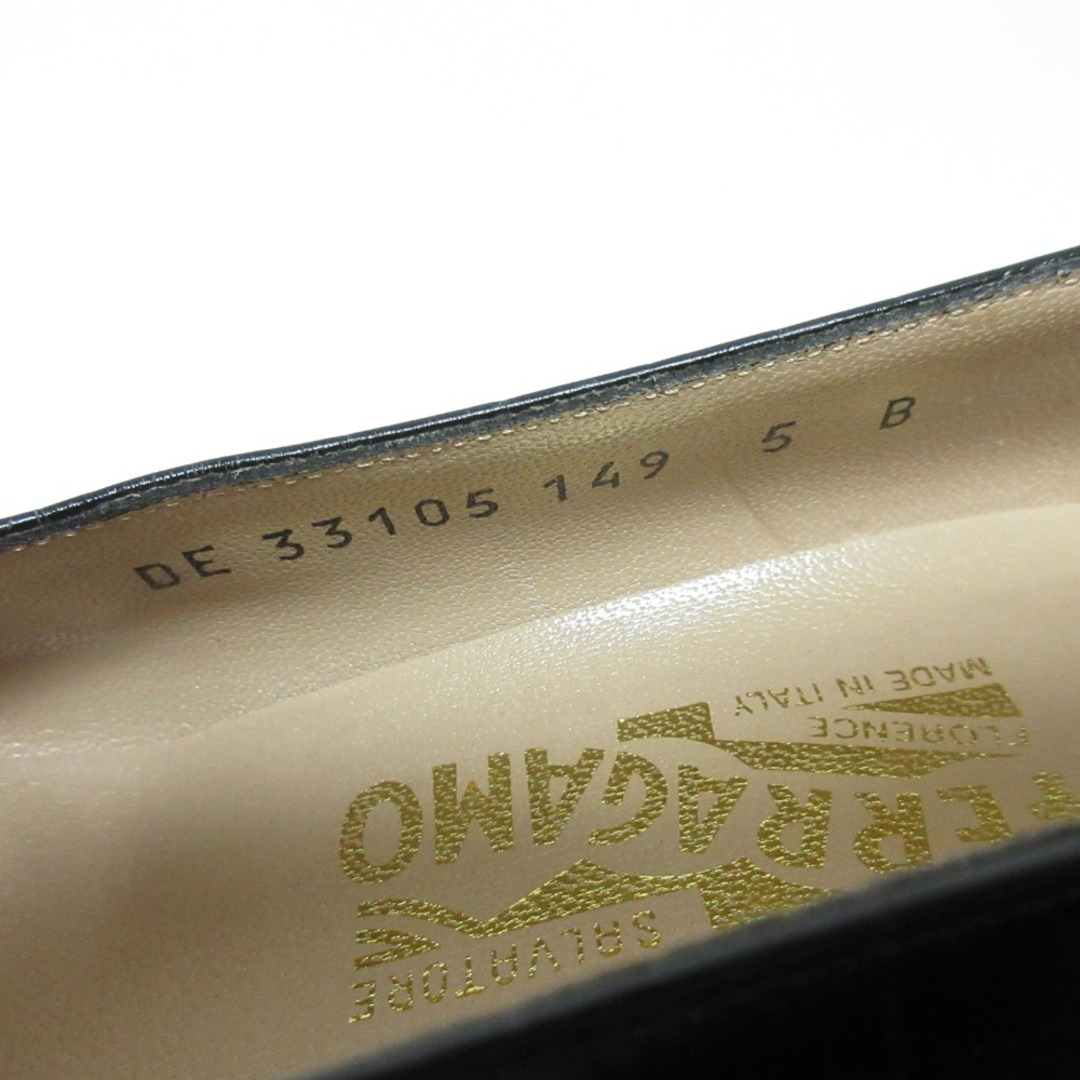 DE 33105 149 5 B
SALVATORE
FERRAGAMO
FLORENCE
MADE IN ITALY